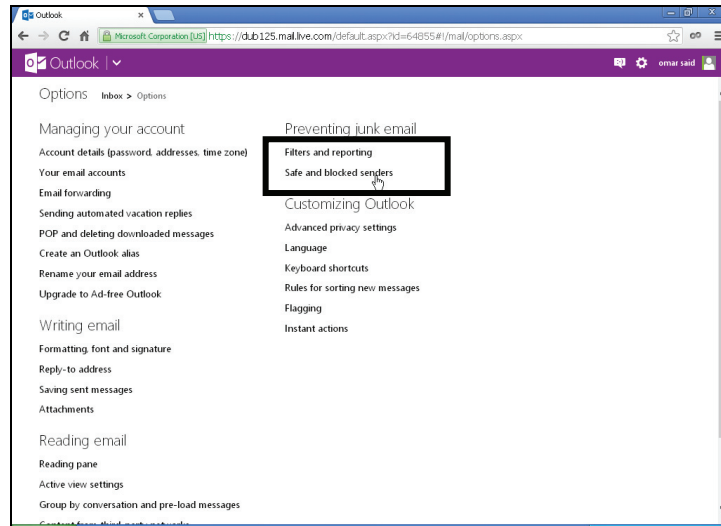 Outlook
Microsoft Corporation [US] https://dub125.mail.live.com/default.aspx?id=64855#!/mail/options.aspx
Outlook
omar said
Options Inbox > Options
Managing your account
Account details (password, addresses, time zone)
Your email accounts
Email forwarding
Sending automated vacation replies
POP and deleting downloaded messages
Create an Outlook alias
Rename your email address
Upgrade to Ad-free Outlook
Writing email
Formatting, font and signature
Reply-to address
Saving sent messages
Attachments
Reading email
Reading pane
Active view settings
Group by conversation and pre-load messages
Content from third-party networks
Preventing junk email
Filters and reporting
Safe and blocked senders
Customizing Outlook
Advanced privacy settings
Language
Keyboard shortcuts
Rules for sorting new messages
Flagging
Instant actions